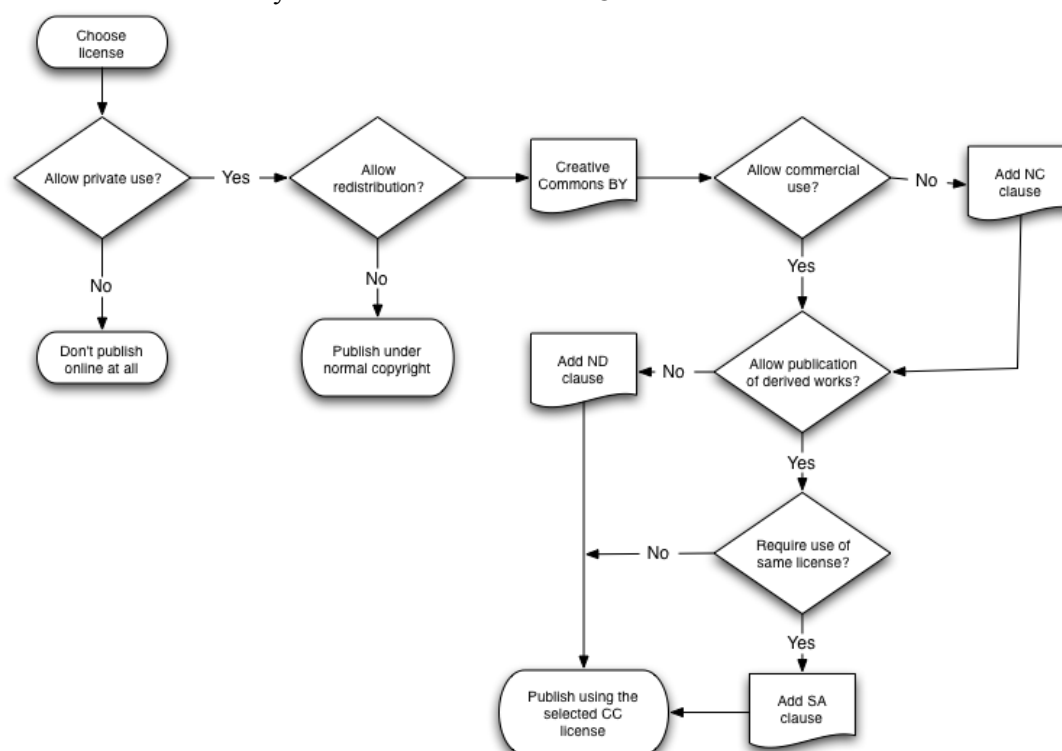 Choose
license
Allow private use?
Yes
Allow
redistribution?
Creative
Commons BY
Allow commercial
use?
No
Add NC
clause
No
No
Yes
Don't publish
online at all
Publish under
normal copyright
Add ND
clause
No
Allow publication
of derived works?
Yes
No
Require use of
same license?
Yes
Publish using the
selected CC
license
Add SA
clause